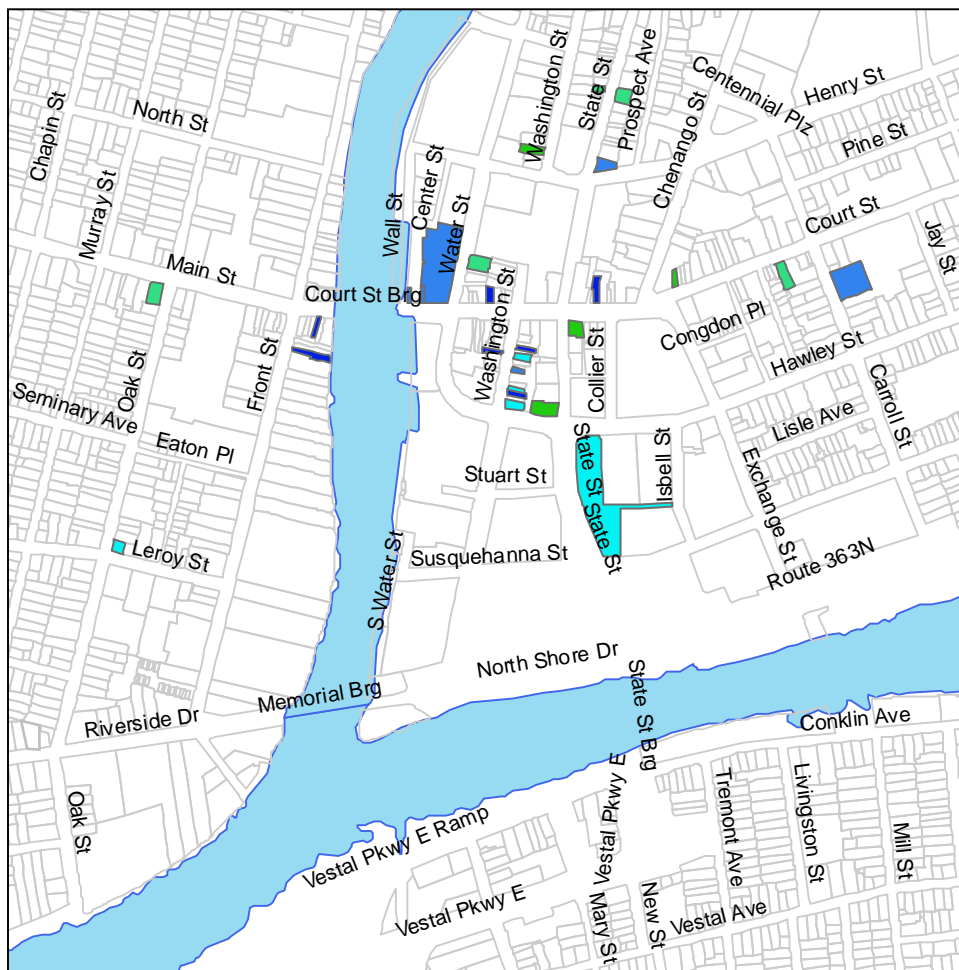 Washington St
State St
Prospect Ave
Centennial Plz
Henry St
Chapin St
North St
Chenango St
Pine St
Murray St
Center St
Wall St
Water St
Court St
Jay St
Main St
Court St Brg
Washington St
Congdon Pl
Hawley St
Oak St
Front St
Collier St
Carroll St
Seminary Ave
Lisle Ave
Eaton Pl
State St
Isbell St
Exchange St
Stuart St
State St
Leroy St
Susquehanna St
Route 363N
S Water St
North Shore Dr
State St Brg
Memorial Brg
Riverside Dr
Conklin Ave
Oak St
Vestal Pkwy E
Tremont Ave
Livingston St
Mill St
Vestal Pkwy E Ramp
Vestal Pkwy E
Mary St
New St
Vestal Ave